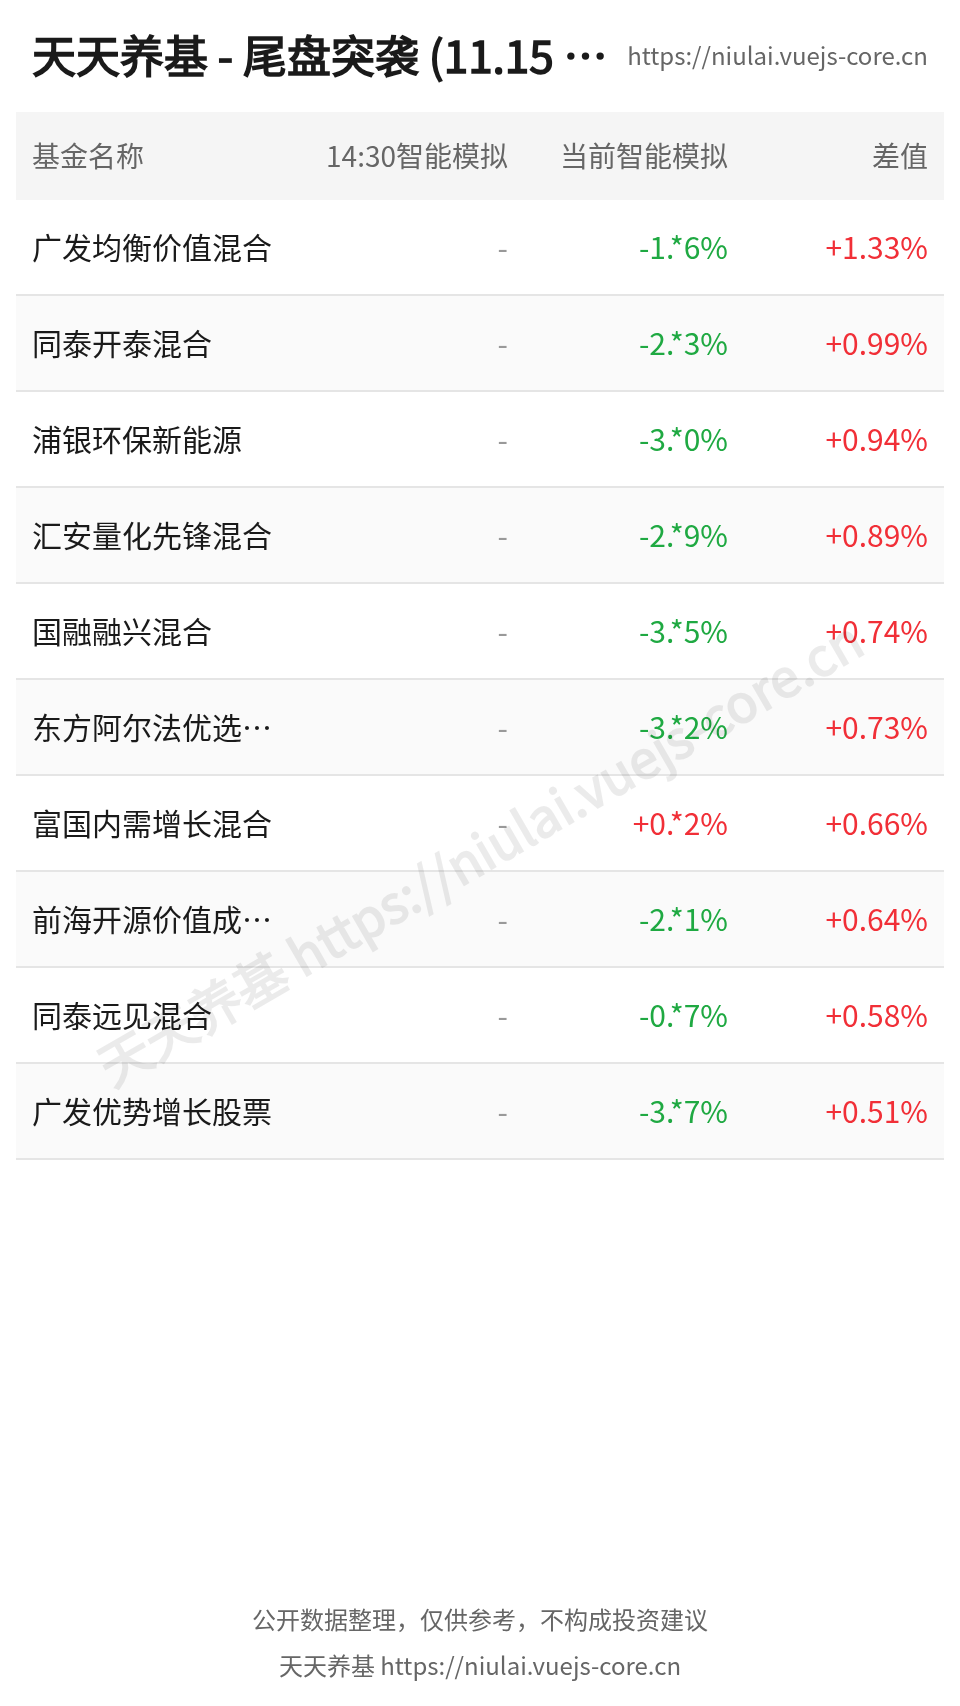 天天养基 - 尾盘突袭 (11.15 … https://niulai.vuejs-core.cn
基金名称 14:30智能模拟 当前智能模拟 差值
广发均衡价值混合 - -1.*6% +1.33%
同泰开泰混合 - -2.*3% +0.99%
浦银环保新能源 - -3.*0% +0.94%
汇安量化先锋混合 - -2.*9% +0.89%
国融融兴混合 - -3.*5% +0.74%
东方阿尔法优选… - -3.*2% +0.73%
富国内需增长混合 - +0.*2% +0.66%
前海开源价值成… - -2.*1% +0.64%
同泰远见混合 - -0.*7% +0.58%
广发优势增长股票 - -3.*7% +0.51%
天天养基 https://niulai.vuejs-core.cn
公开数据整理，仅供参考，不构成投资建议
天天养基 https://niulai.vuejs-core.cn